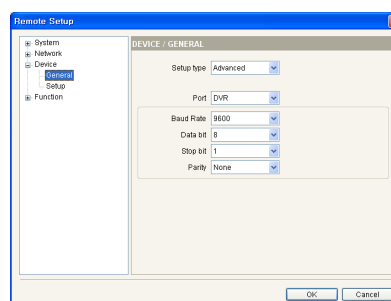 Remote Setup
System
Network
Device
General
Setup
Function
DEVICE / GENERAL
Setup type Advanced
Port DVR
Baud Rate 9600
Data bit 8
Stop bit 1
Parity None
OK Cancel